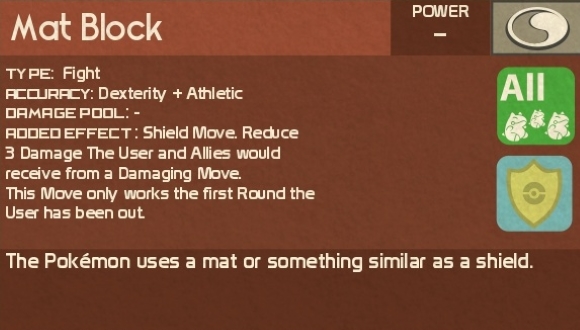 Mat Block
POWER
–
TYPE: Fight
ACCURACY: Dexterity + Athletic
DAMAGE POOL: -
ADDED EFFECT: Shield Move. Reduce
3 Damage The User and Allies would
receive from a Damaging Move.
This Move only works the first Round the
User has been out.
All
The Pokémon uses a mat or something similar as a shield.